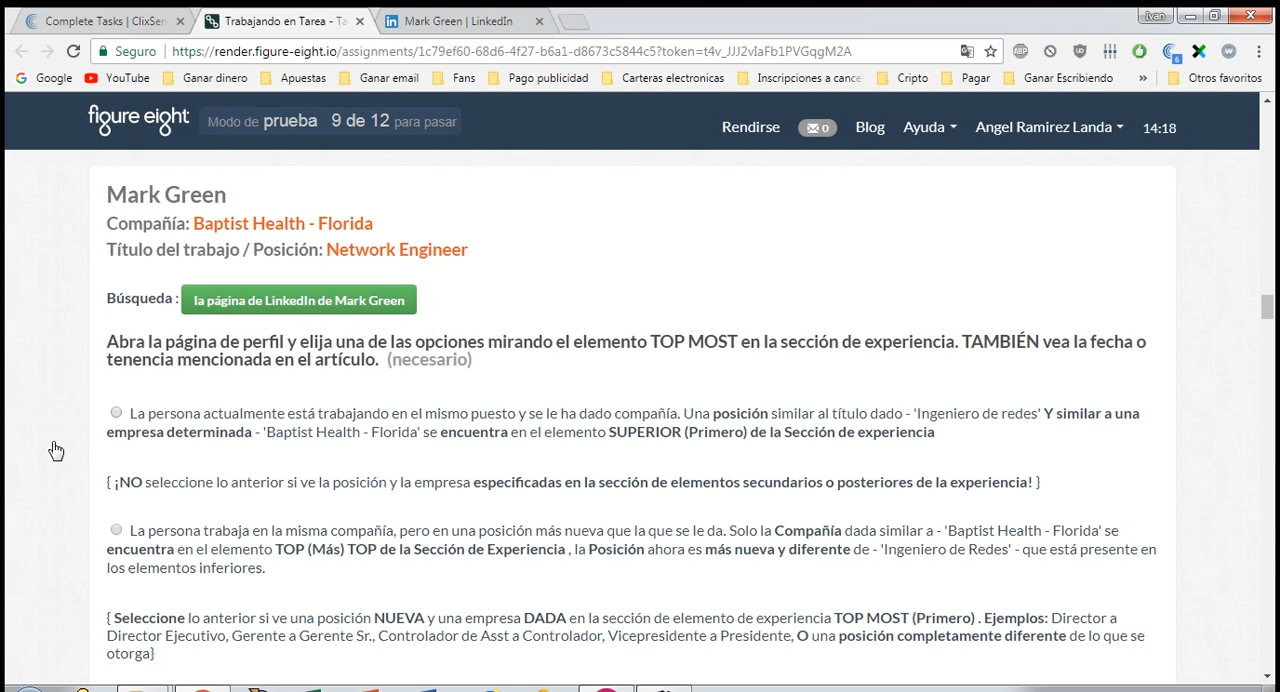 Complete Tasks | ClixSen
Trabajando en Tarea - Ta
Mark Green | LinkedIn
Ivan
Seguro
https://render.figure-eight.io/assignments/1c79ef60-68d6-4f27-b6a1-d8673c5844c5?token=t4v_JJJ2vIaFb1PVGqgM2A
ABP
6
Google
YouTube
Ganar dinero
Apuestas
Ganar email
Fans
Pago publicidad
Carteras electronicas
Inscripciones a cance
Cripto
Pagar
Ganar Escribiendo
»
Otros favoritos
figure eight
Modo de prueba 9 de 12 para pasar
Rendirse
0
Blog
Ayuda
Angel Ramirez Landa
14:18
Mark Green
Compañía: Baptist Health - Florida
Título del trabajo / Posición: Network Engineer
Búsqueda : la página de LinkedIn de Mark Green
Abra la página de perfil y elija una de las opciones mirando el elemento TOP MOST en la sección de experiencia. TAMBIÉN vea la fecha o
tenencia mencionada en el artículo. (necesario)
La persona actualmente está trabajando en el mismo puesto y se le ha dado compañía. Una posición similar al título dado - 'Ingeniero de redes' Y similar a una
empresa determinada - 'Baptist Health - Florida' se encuentra en el elemento SUPERIOR (Primero) de la Sección de experiencia
{ ¡NO seleccione lo anterior si ve la posición y la empresa especificadas en la sección de elementos secundarios o posteriores de la experiencia! }
La persona trabaja en la misma compañía, pero en una posición más nueva que la que se le da. Solo la Compañía dada similar a - 'Baptist Health - Florida' se
encuentra en el elemento TOP (Más) TOP de la Sección de Experiencia , la Posición ahora es más nueva y diferente de - 'Ingeniero de Redes' - que está presente en
los elementos inferiores.
{ Seleccione lo anterior si ve una posición NUEVA y una empresa DADA en la sección de elemento de experiencia TOP MOST (Primero) . Ejemplos: Director a
Director Ejecutivo, Gerente a Gerente Sr., Controlador de Asst a Controlador, Vicepresidente a Presidente, O una posición completamente diferente de lo que se
otorga}